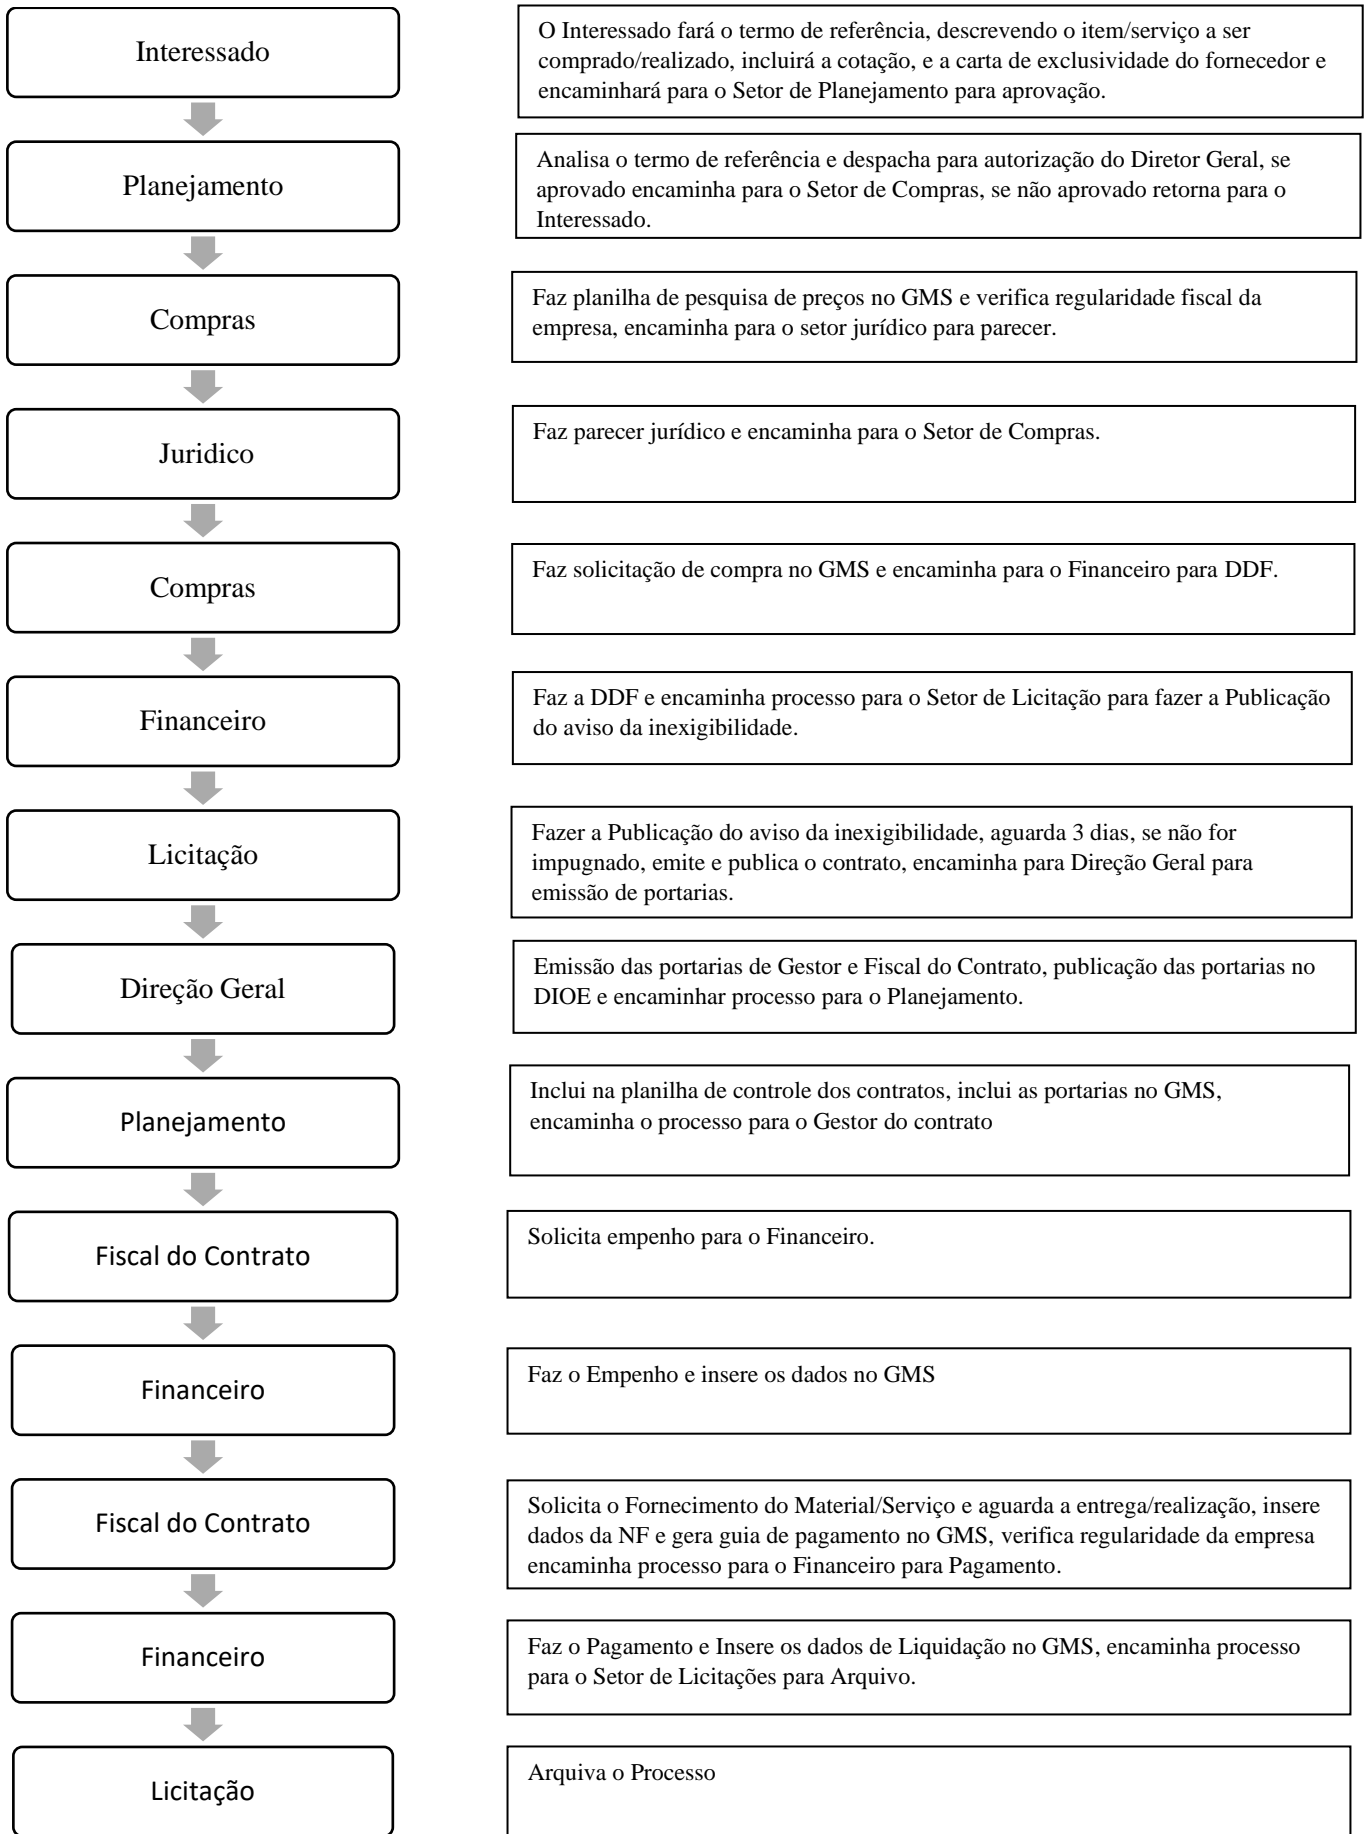 Interessado
O Interessado fará o termo de referência, descrevendo o item/serviço a ser
comprado/realizado, incluirá a cotação, e a carta de exclusividade do fornecedor e
encaminhará para o Setor de Planejamento para aprovação.
Planejamento
Analisa o termo de referência e despacha para autorização do Diretor Geral, se
aprovado encaminha para o Setor de Compras, se não aprovado retorna para o
Interessado.
Compras
Faz planilha de pesquisa de preços no GMS e verifica regularidade fiscal da
empresa, encaminha para o setor jurídico para parecer.
Juridico
Faz parecer jurídico e encaminha para o Setor de Compras.
Compras
Faz solicitação de compra no GMS e encaminha para o Financeiro para DDF.
Financeiro
Faz a DDF e encaminha processo para o Setor de Licitação para fazer a Publicação
do aviso da inexigibilidade.
Licitação
Fazer a Publicação do aviso da inexigibilidade, aguarda 3 dias, se não for
impugnado, emite e publica o contrato, encaminha para Direção Geral para
emissão de portarias.
Direção Geral
Emissão das portarias de Gestor e Fiscal do Contrato, publicação das portarias no
DIOE e encaminhar processo para o Planejamento.
Planejamento
Inclui na planilha de controle dos contratos, inclui as portarias no GMS,
encaminha o processo para o Gestor do contrato
Fiscal do Contrato
Solicita empenho para o Financeiro.
Financeiro
Faz o Empenho e insere os dados no GMS
Fiscal do Contrato
Solicita o Fornecimento do Material/Serviço e aguarda a entrega/realização, insere
dados da NF e gera guia de pagamento no GMS, verifica regularidade da empresa
encaminha processo para o Financeiro para Pagamento.
Financeiro
Faz o Pagamento e Insere os dados de Liquidação no GMS, encaminha processo
para o Setor de Licitações para Arquivo.
Licitação
Arquiva o Processo